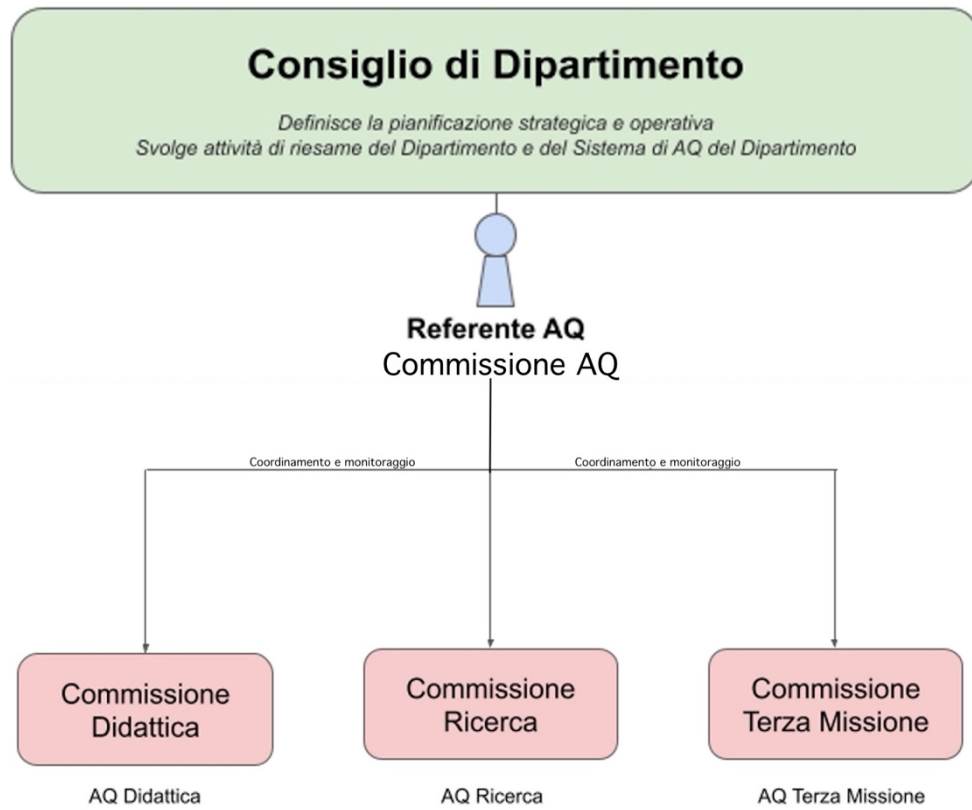 Consiglio di Dipartimento
Definisce la pianificazione strategica e operativa
Svolge attività di riesame del Dipartimento e del Sistema di AQ del Dipartimento
Referente AQ
Commissione AQ
Coordinamento e monitoraggio
Coordinamento e monitoraggio
Commissione
Didattica
Commissione
Ricerca
Commissione
Terza Missione
AQ Didattica
AQ Ricerca
AQ Terza Missione